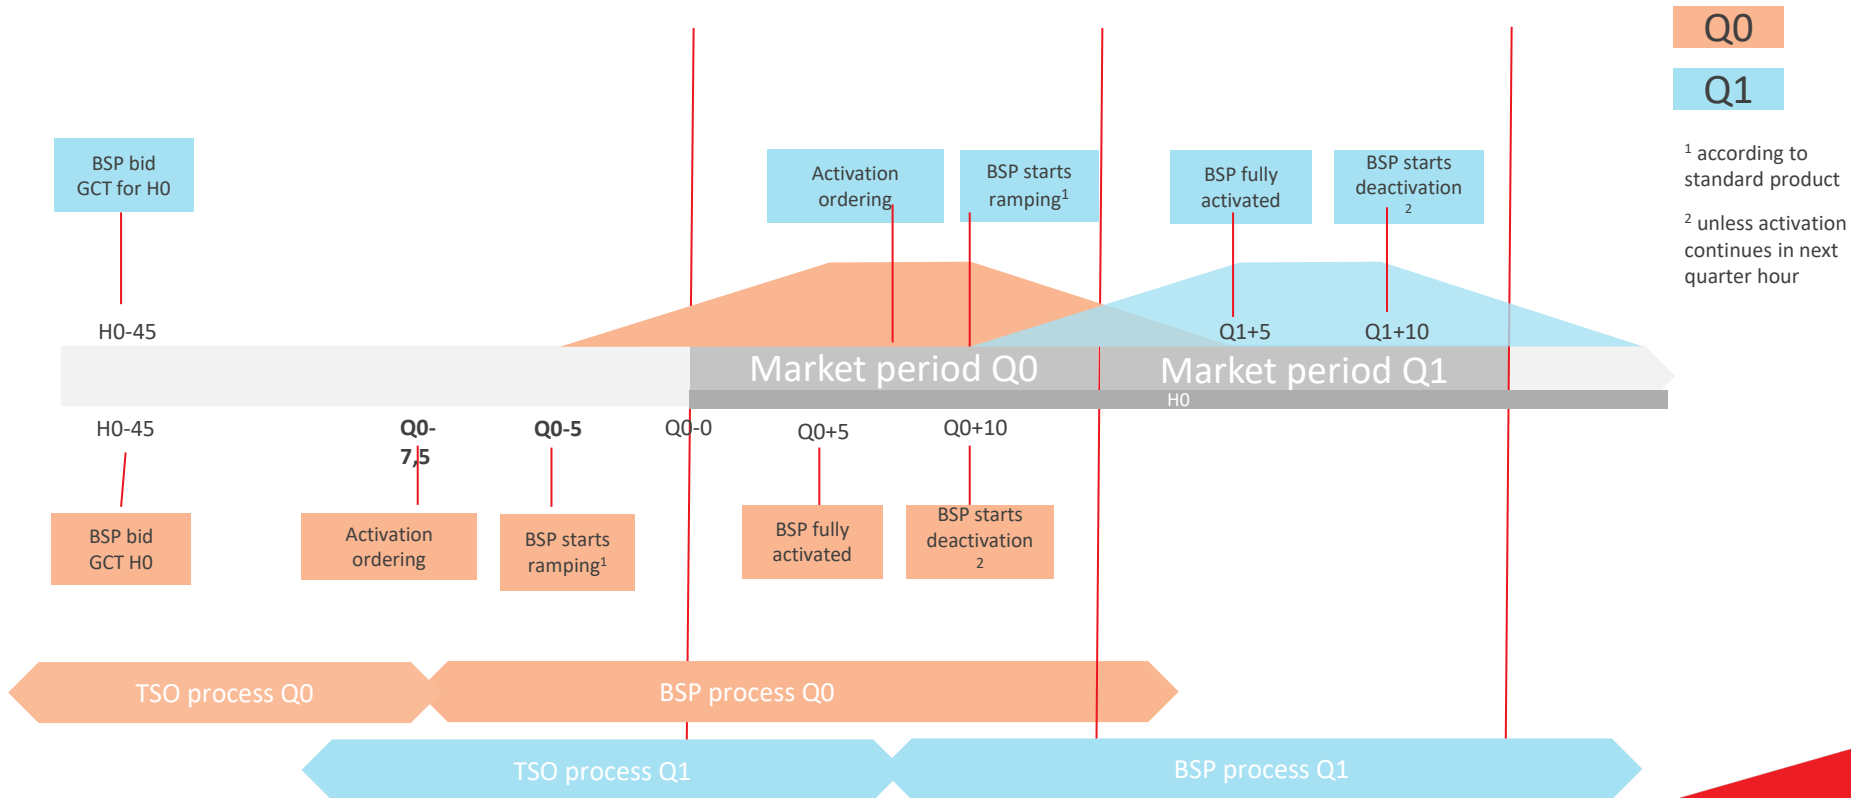 Q0
Q1
¹ according to
standard product
² unless activation
continues in next
quarter hour
BSP bid
GCT for H0
Activation
ordering
BSP starts
ramping¹
BSP fully
activated
BSP starts
deactivation
2
H0-45
Q1+5
Q1+10
Market period Q0
Market period Q1
H0
H0-45
Q0-
7,5
Q0-5
Q0-0
Q0+5
Q0+10
BSP bid
GCT H0
Activation
ordering
BSP starts
ramping¹
BSP fully
activated
BSP starts
deactivation
2
TSO process Q0
BSP process Q0
TSO process Q1
BSP process Q1